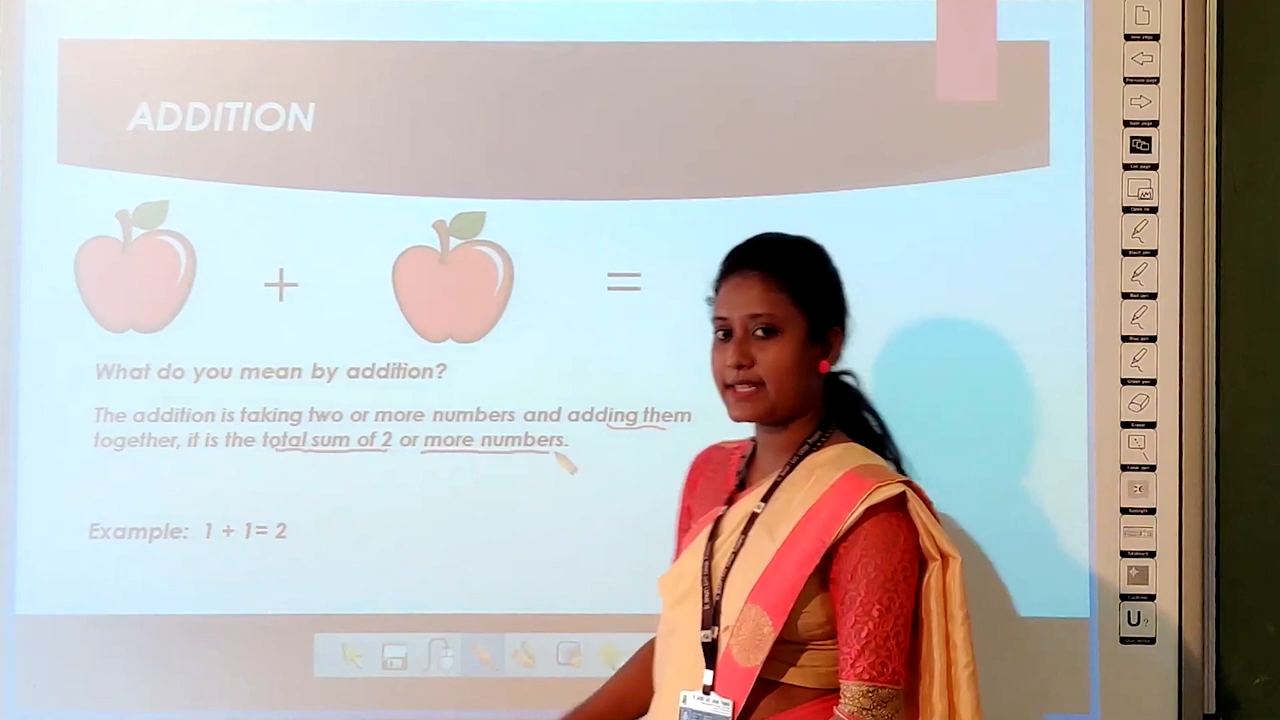 ADDITION
+ =
What do you mean by addition?
The addition is taking two or more numbers and adding them
together, it is the total sum of 2 or more numbers.
Example: 1 + 1= 2
U?